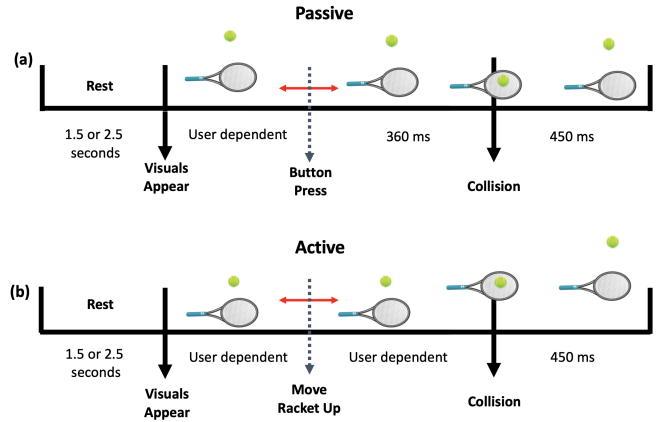 Passive
(a)
Rest
1.5 or 2.5
seconds
User dependent
360 ms
450 ms
Visuals
Appear
Button
Press
Collision
Active
(b)
Rest
1.5 or 2.5
seconds
User dependent
User dependent
450 ms
Visuals
Appear
Move
Racket Up
Collision